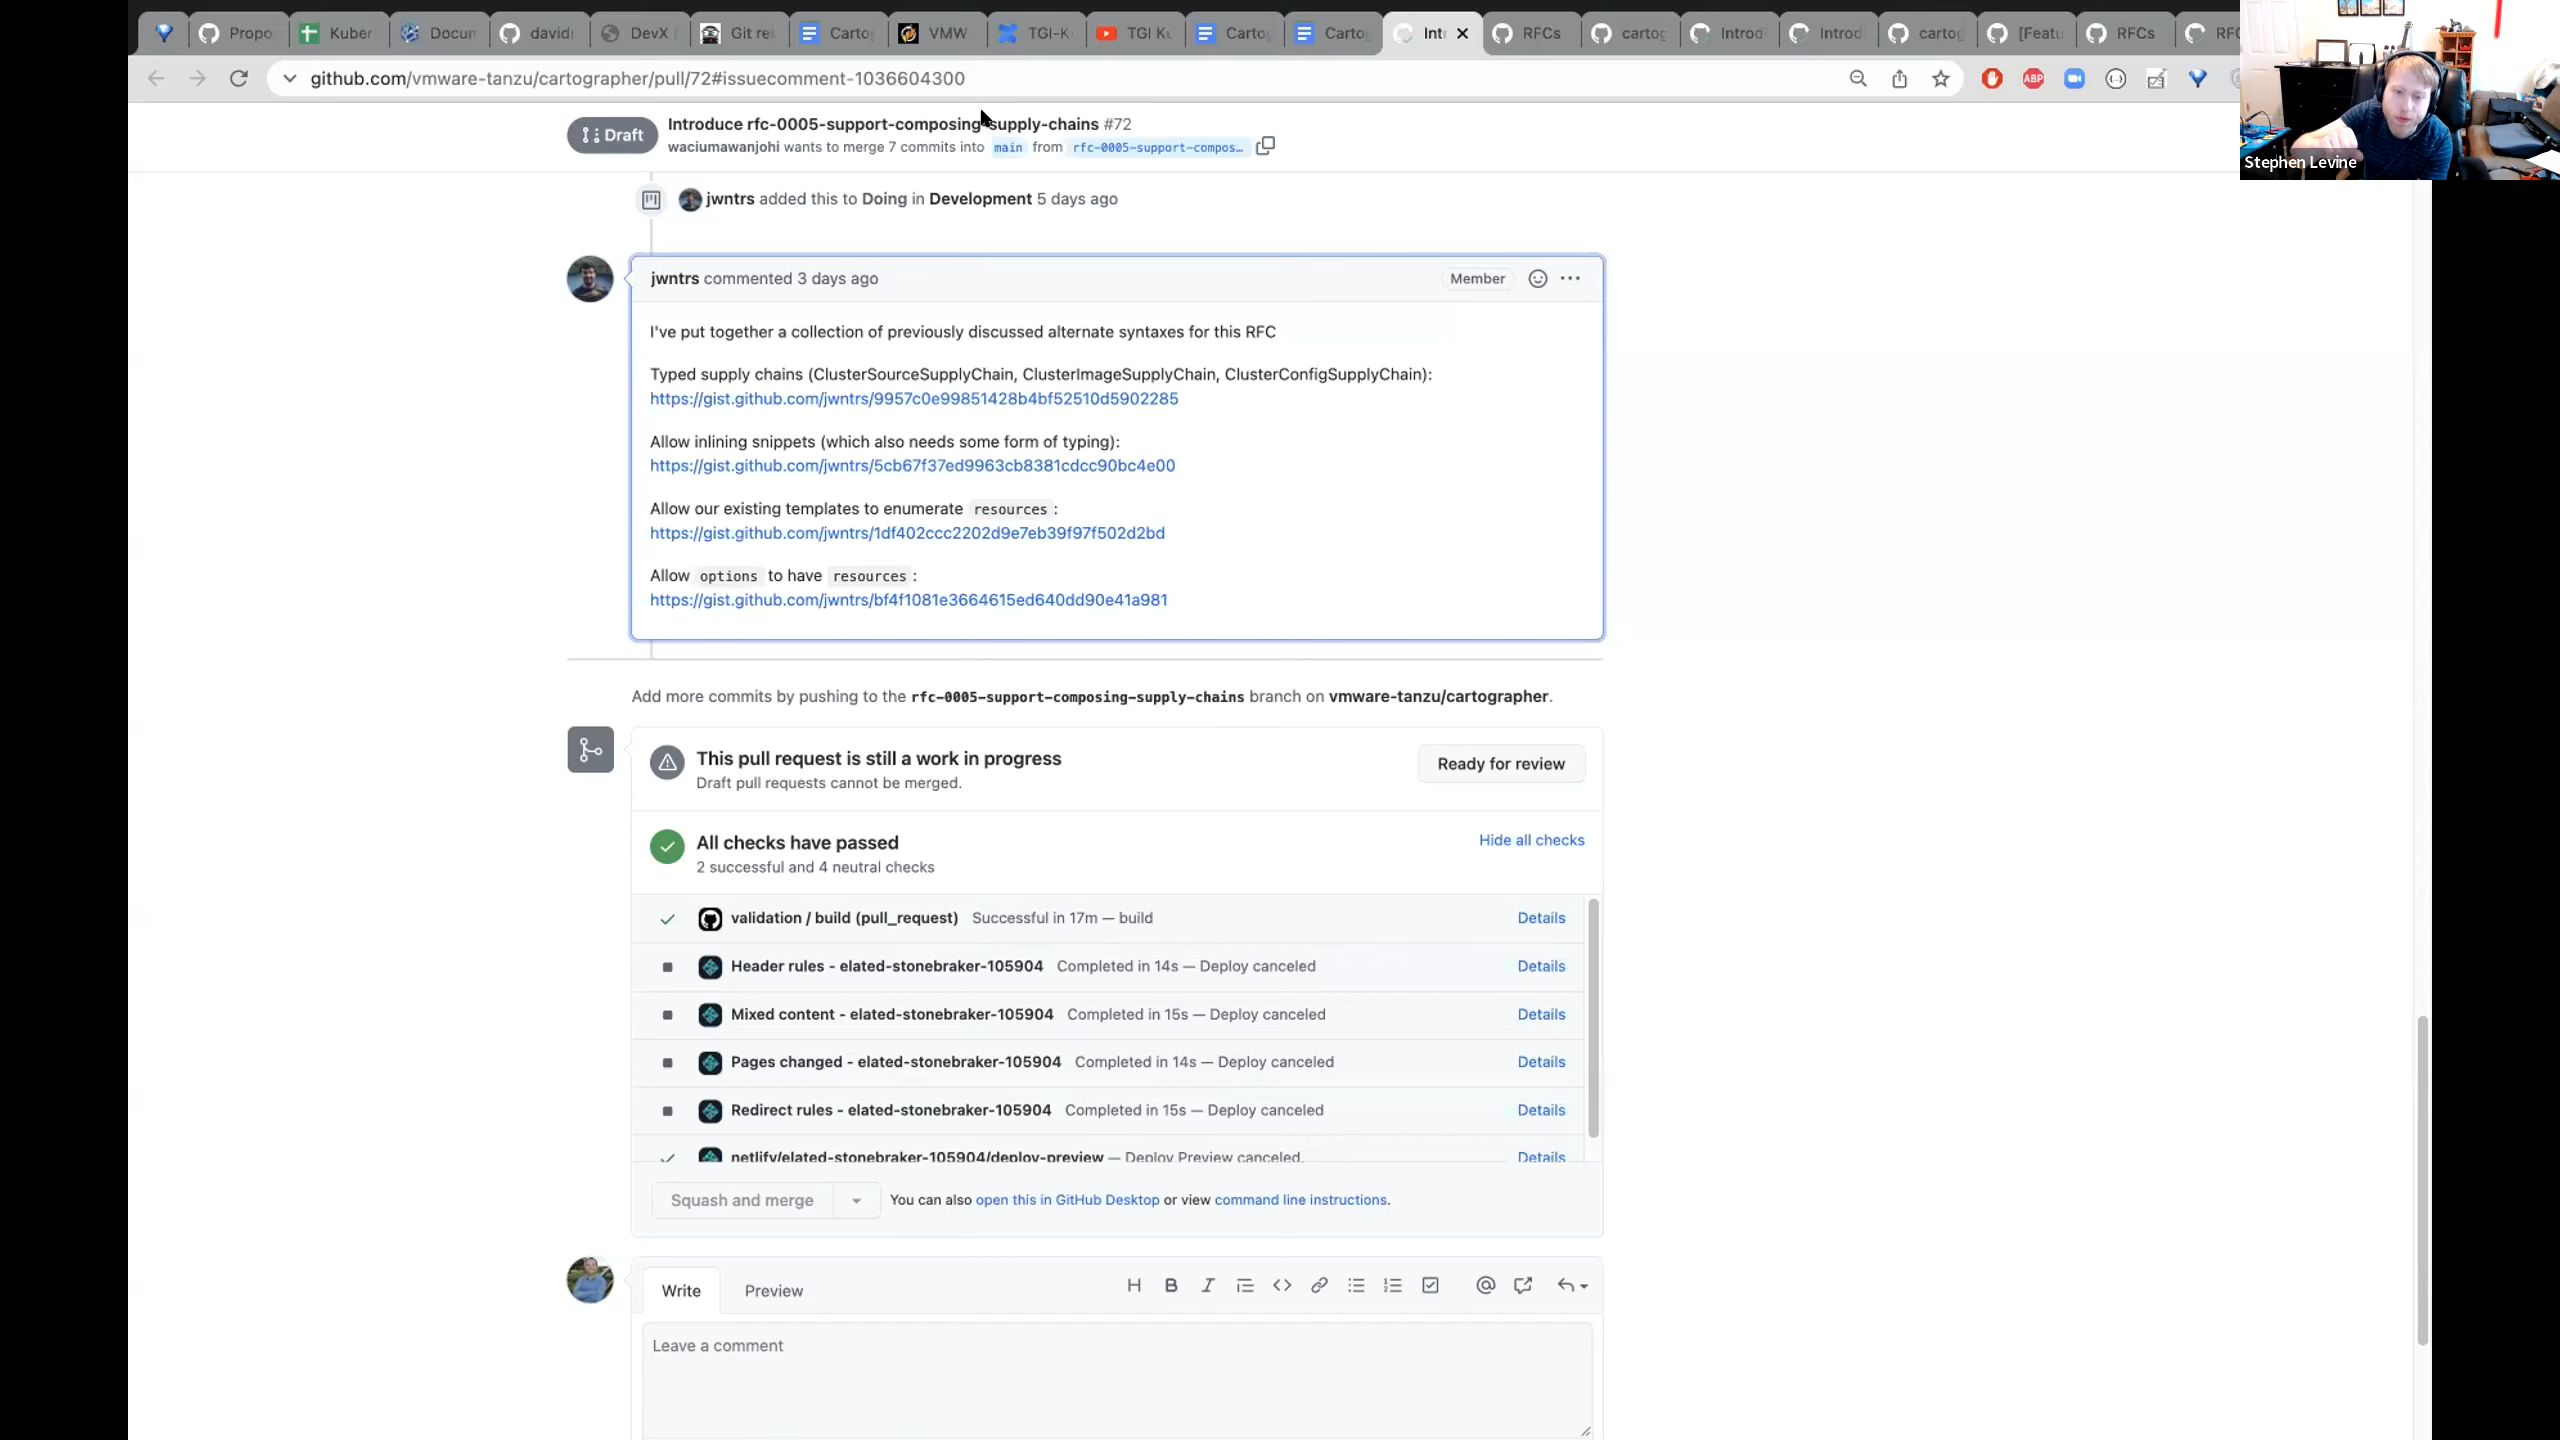 Propo
Kuber
Docun
davidr
DevX
Git rel
Carto
VMW
TGI-K
TGI Ku
Carto
Carto
Int
RFCs
cartog
Introd
Introd
cartog
[Featu
RFCs
RFC
github.com/vmware-tanzu/cartographer/pull/72#issuecomment-1036604300
Stephen Levine
Draft
Introduce rfc-0005-support-composing-supply-chains #72
waciumawanjohi wants to merge 7 commits into main from rfc-0005-support-compos…
jwntrs added this to Doing in Development 5 days ago
jwntrs commented 3 days ago
Member
I've put together a collection of previously discussed alternate syntaxes for this RFC
Typed supply chains (ClusterSourceSupplyChain, ClusterImageSupplyChain, ClusterConfigSupplyChain):
https://gist.github.com/jwntrs/9957c0e99851428b4bf52510d5902285
Allow inlining snippets (which also needs some form of typing):
https://gist.github.com/jwntrs/5cb67f37ed9963cb8381cdcc90bc4e00
Allow our existing templates to enumerate resources :
https://gist.github.com/jwntrs/1df402ccc2202d9e7eb39f97f502d2bd
Allow options to have resources :
https://gist.github.com/jwntrs/bf4f1081e3664615ed640dd90e41a981
Add more commits by pushing to the rfc-0005-support-composing-supply-chains branch on vmware-tanzu/cartographer.
This pull request is still a work in progress
Draft pull requests cannot be merged.
Ready for review
All checks have passed
2 successful and 4 neutral checks
Hide all checks
validation / build (pull_request) Successful in 17m — build Details
Header rules - elated-stonebraker-105904 Completed in 14s — Deploy canceled Details
Mixed content - elated-stonebraker-105904 Completed in 15s — Deploy canceled Details
Pages changed - elated-stonebraker-105904 Completed in 14s — Deploy canceled Details
Redirect rules - elated-stonebraker-105904 Completed in 15s — Deploy canceled Details
netlify/elated-stonebraker-105904/deploy-preview — Deploy Preview canceled. Details
Squash and merge
You can also open this in GitHub Desktop or view command line instructions.
Write
Preview
Leave a comment